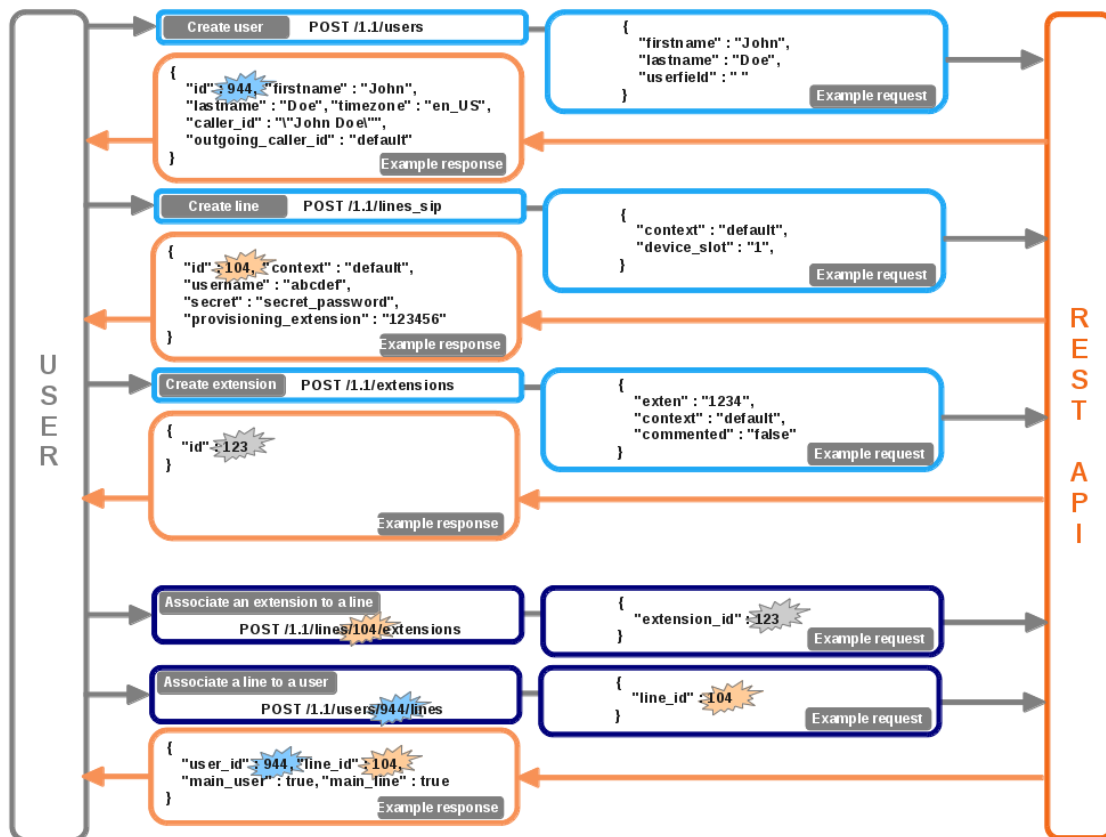 USER
Create user POST /1.1/users
{
"firstname" : "John",
"lastname" : "Doe",
"userfield" : " "
}
Example request
{
"id" : 944, "firstname" : "John",
"lastname" : "Doe", "timezone" : "en_US",
"caller_id" : "\"John Doe\"",
"outgoing_caller_id" : "default"
}
Example response
Create line POST /1.1/lines_sip
{
"context" : "default",
"device_slot" : "1",
}
Example request
{
"id" : 104, "context" : "default",
"username" : "abcdef",
"secret" : "secret_password",
"provisioning_extension" : "123456"
}
Example response
Create extension POST /1.1/extensions
{
"exten" : "1234",
"context" : "default",
"commented" : "false"
}
Example request
{
"id" : 123
}
Example response
Associate an extension to a line
POST /1.1/lines/104/extensions
{
"extension_id" : 123
}
Example request
Associate a line to a user
POST /1.1/users/944/lines
{
"line_id" : 104
}
Example request
{
"user_id" : 944, "line_id" : 104,
"main_user" : true, "main_line" : true
}
Example response
REST API